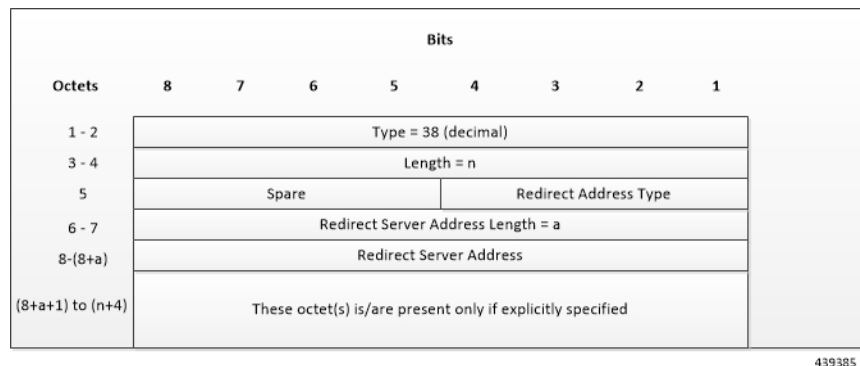 Bits
Octets 8 7 6 5 4 3 2 1
1 - 2 Type = 38 (decimal)
3 - 4 Length = n
5 Spare Redirect Address Type
6 - 7 Redirect Server Address Length = a
8-(8+a) Redirect Server Address
(8+a+1) to (n+4) These octet(s) is/are present only if explicitly specified
439385